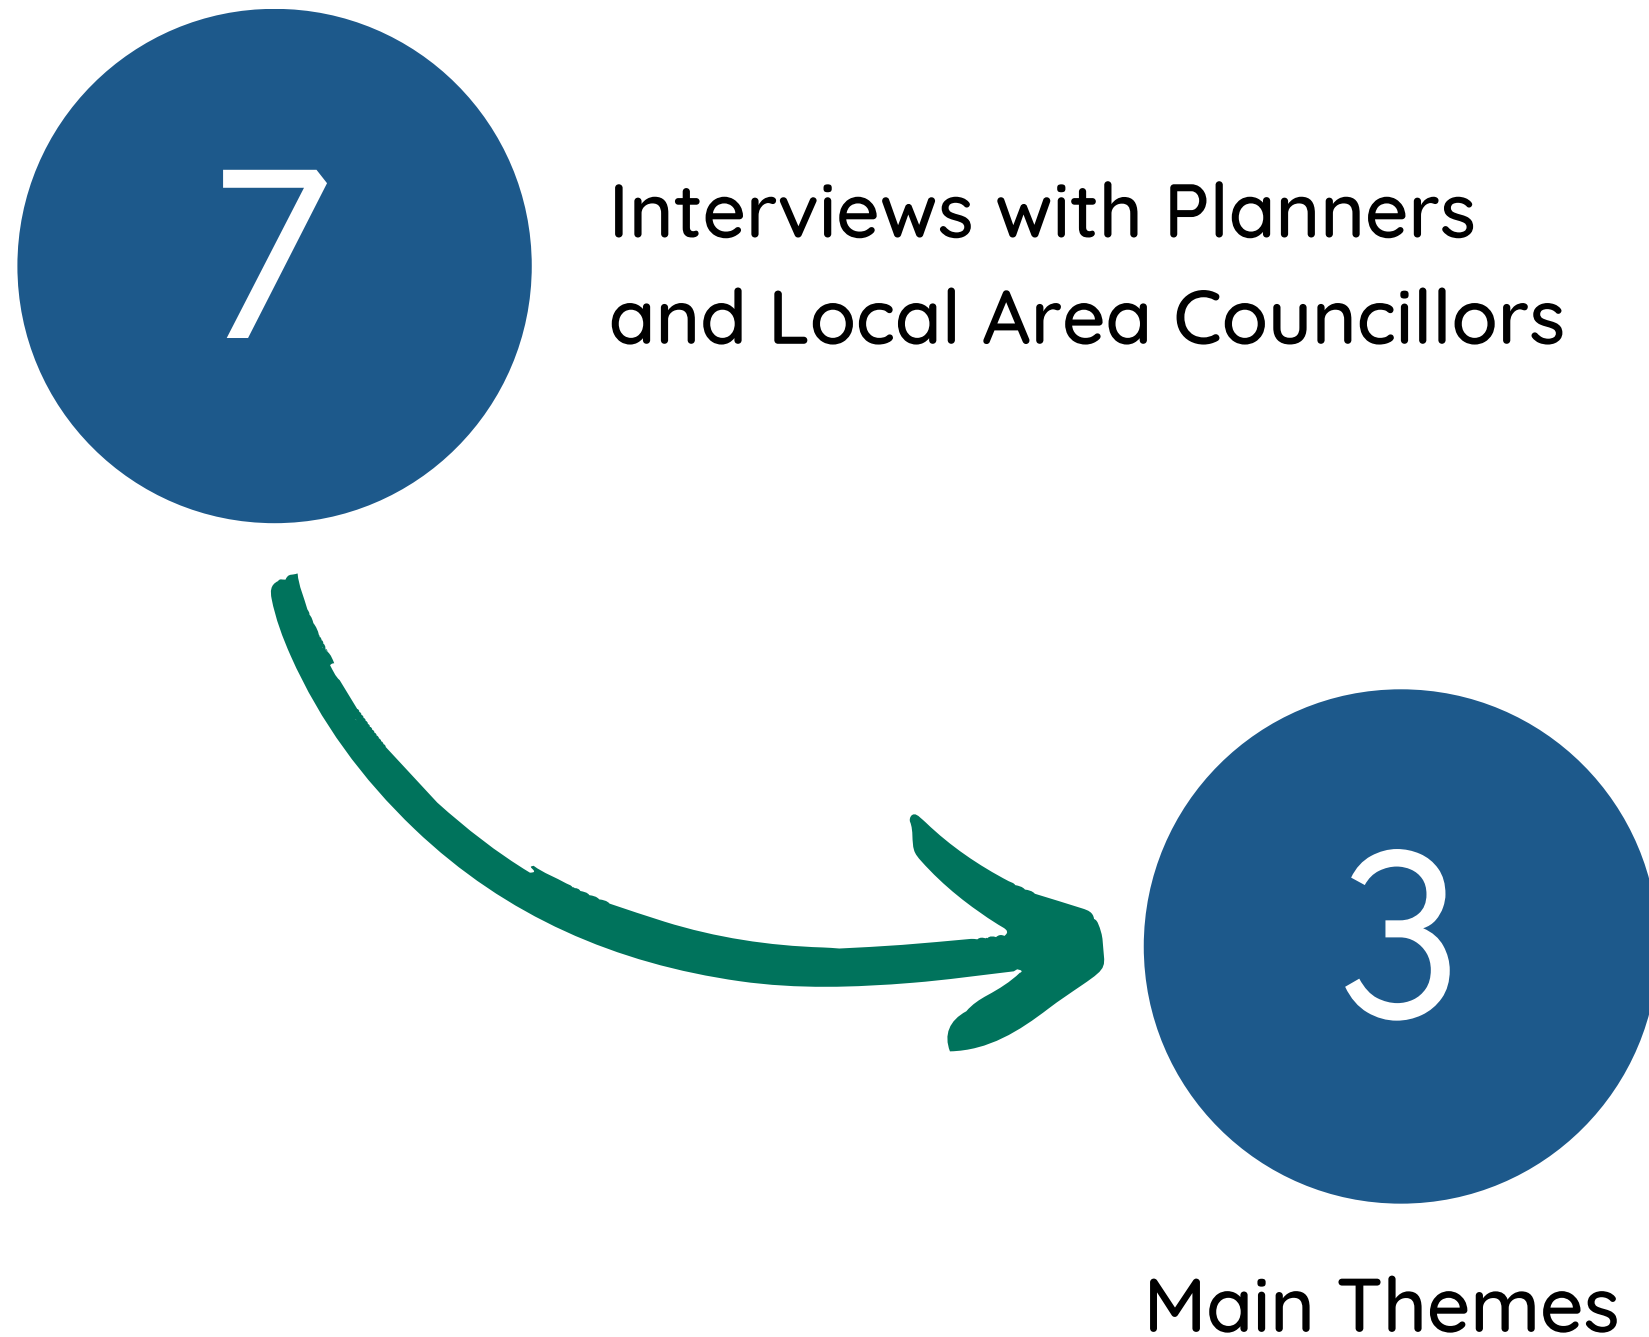 7
Interviews with Planners
and Local Area Councillors
3
Main Themes